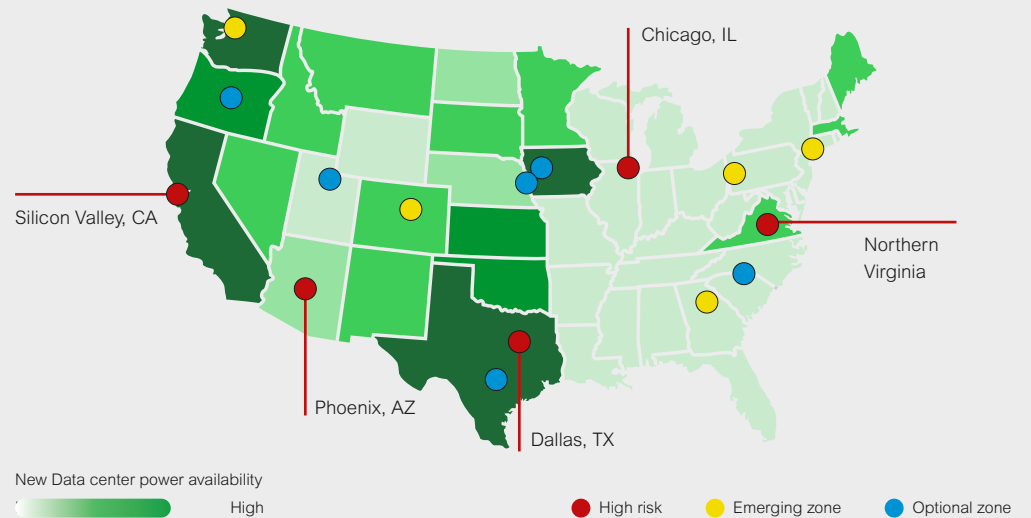 Chicago, IL
Silicon Valley, CA
Northern
Virginia
Phoenix, AZ
Dallas, TX
New Data center power availability
High
High risk
Emerging zone
Optional zone